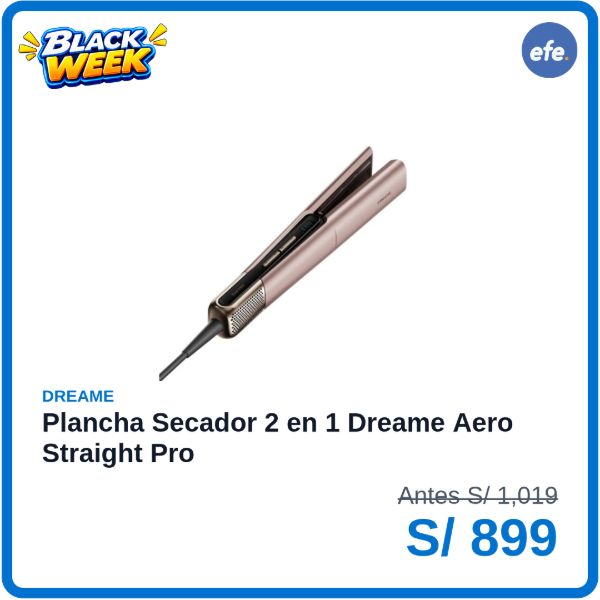 BLACK
WEEK
efe.
DREAME
Plancha Secador 2 en 1 Dreame Aero
Straight Pro
Antes S/ 1,019
S/ 899